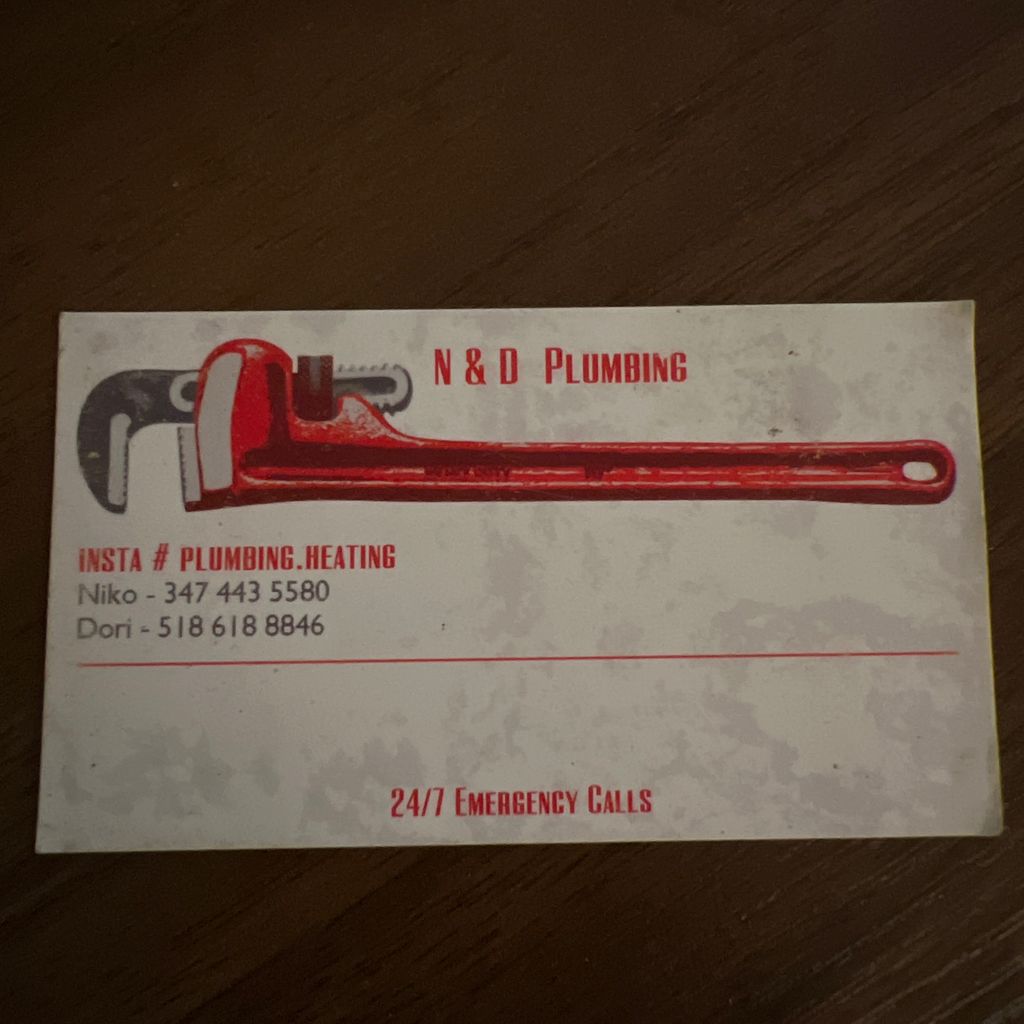 N & D Plumbing
INSTA # PLUMBING.HEATING
Niko - 347 443 5580
Dori - 518 618 8846
24/7 Emergency Calls